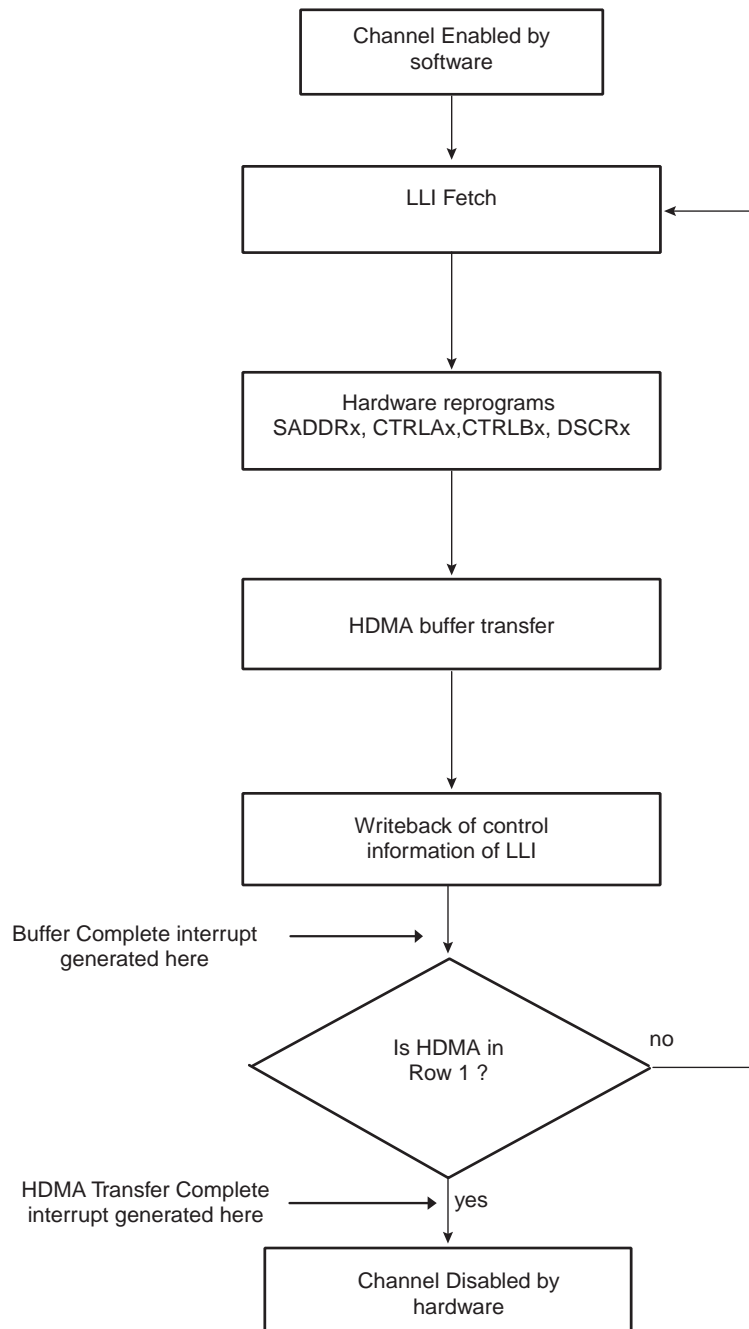 Channel Enabled by
software
LLI Fetch
Hardware reprograms
SADDRx, CTRLAx,CTRLBx, DSCRx
HDMA buffer transfer
Writeback of control
information of LLI
Buffer Complete interrupt
generated here
Is HDMA in
Row 1 ?
no
HDMA Transfer Complete
interrupt generated here
yes
Channel Disabled by
hardware